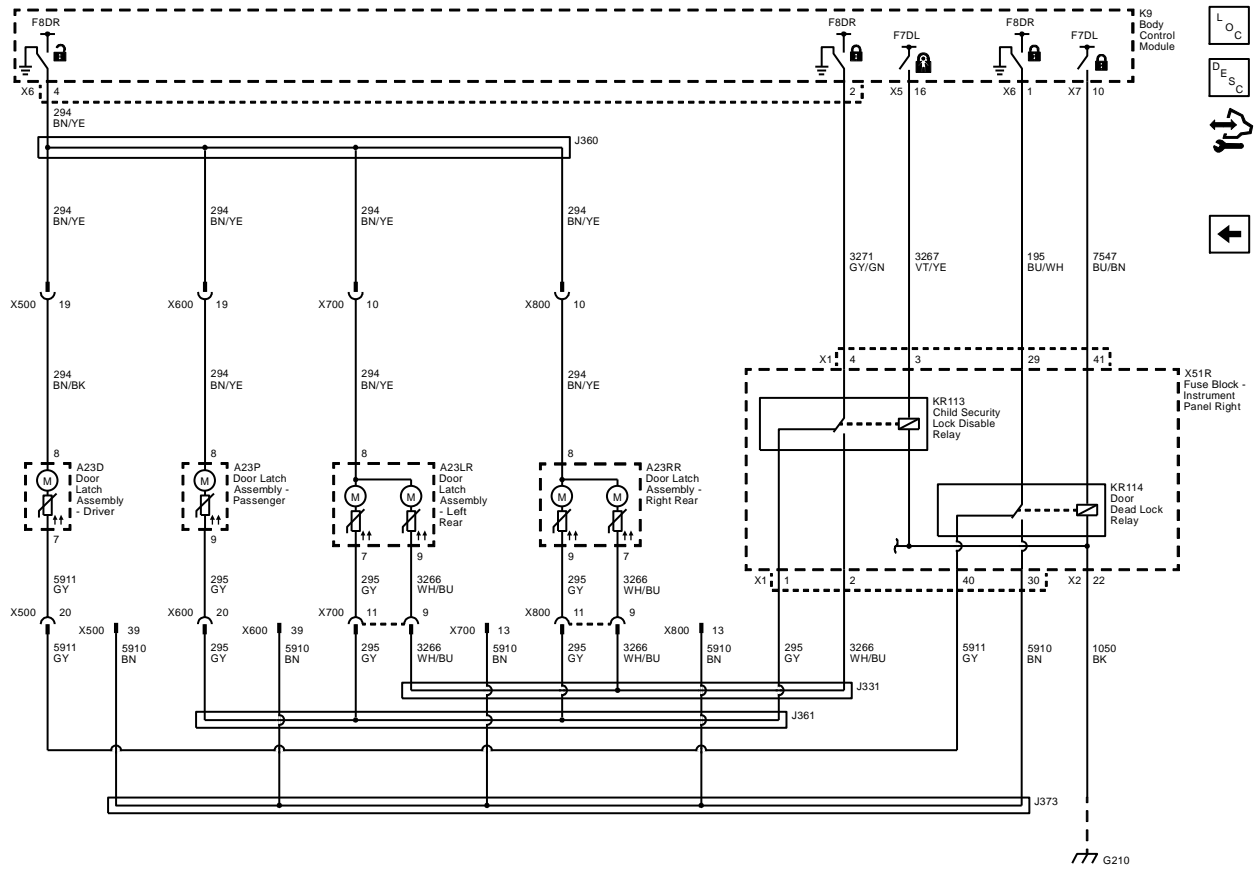 F8DR
F8DR
F7DL
F8DR
F7DL
K9
Body
Control
Module
L
O
C
D
E
S
C
X6
4
2
X5
16
X6
1
X7
10
294
BN/YE
J360
294
BN/YE
294
BN/YE
294
BN/YE
294
BN/YE
3271
GY/GN
3267
VT/YE
195
BU/WH
7547
BU/BN
X500
19
X600
19
X700
10
X800
10
X1
4
3
29
41
294
BN/BK
294
BN/YE
294
BN/YE
294
BN/YE
X51R
Fuse Block -
Instrument
Panel Right
KR113
Child Security
Lock Disable
Relay
8
8
8
8
M
A23D
Door
Latch
Assembly
- Driver
M
A23P
Door Latch
Assembly -
Passenger
M
M
A23LR
Door
Latch
Assembly
- Left
Rear
M
M
A23RR
Door Latch
Assembly -
Right Rear
KR114
Door
Dead Lock
Relay
7
9
7
9
9
7
5911
GY
295
GY
295
GY
3266
WH/BU
295
GY
3266
WH/BU
X1
1
2
40
30
X2
22
X500
20
X500
39
X600
20
X600
39
X700
11
9
X700
13
X800
11
9
X800
13
5911
GY
5910
BN
295
GY
5910
BN
295
GY
3266
WH/BU
5910
BN
295
GY
3266
WH/BU
5910
BN
295
GY
3266
WH/BU
5911
GY
5910
BN
1050
BK
J331
J361
J373
G210